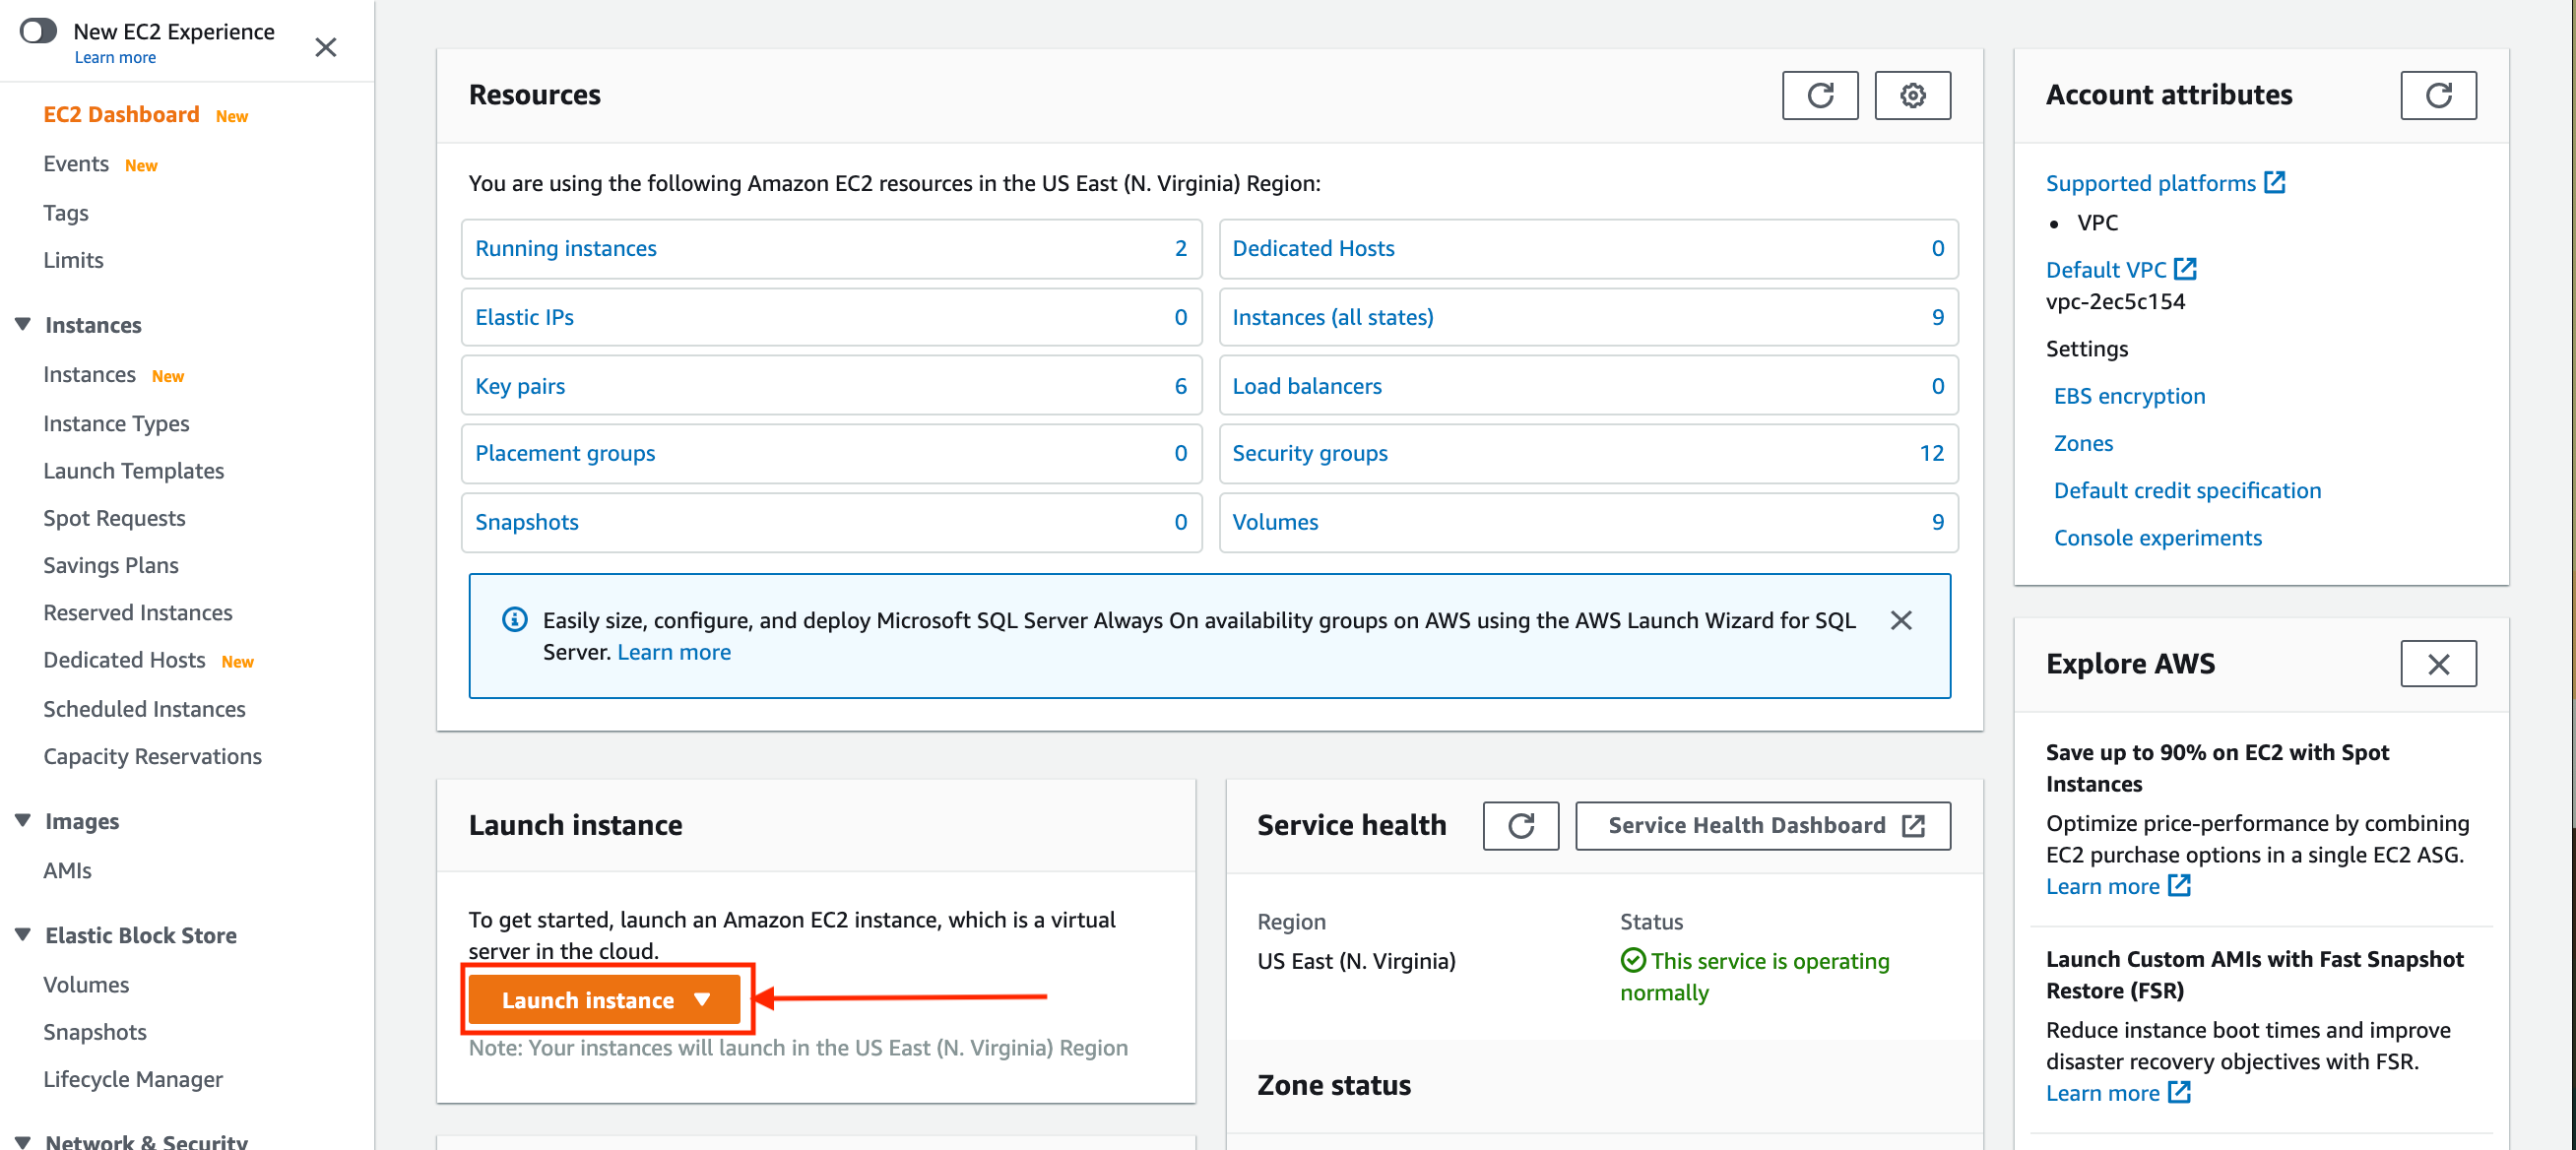 New EC2 Experience
Learn more
EC2 Dashboard New
Events New
Tags
Limits
Instances
Instances New
Instance Types
Launch Templates
Spot Requests
Savings Plans
Reserved Instances
Dedicated Hosts New
Scheduled Instances
Capacity Reservations
Images
AMIs
Elastic Block Store
Volumes
Snapshots
Lifecycle Manager
Network & Security
Resources
You are using the following Amazon EC2 resources in the US East (N. Virginia) Region:
Running instances 2
Dedicated Hosts 0
Elastic IPs 0
Instances (all states) 9
Key pairs 6
Load balancers 0
Placement groups 0
Security groups 12
Snapshots 0
Volumes 9
Easily size, configure, and deploy Microsoft SQL Server Always On availability groups on AWS using the AWS Launch Wizard for SQL
Server. Learn more
Launch instance
To get started, launch an Amazon EC2 instance, which is a virtual
server in the cloud.
Launch instance
Note: Your instances will launch in the US East (N. Virginia) Region
Service health
Service Health Dashboard
Region
US East (N. Virginia)
Status
This service is operating
normally
Zone status
Account attributes
Supported platforms
• VPC
Default VPC
vpc-2ec5c154
Settings
EBS encryption
Zones
Default credit specification
Console experiments
Explore AWS
Save up to 90% on EC2 with Spot
Instances
Optimize price-performance by combining
EC2 purchase options in a single EC2 ASG.
Learn more
Launch Custom AMIs with Fast Snapshot
Restore (FSR)
Reduce instance boot times and improve
disaster recovery objectives with FSR.
Learn more